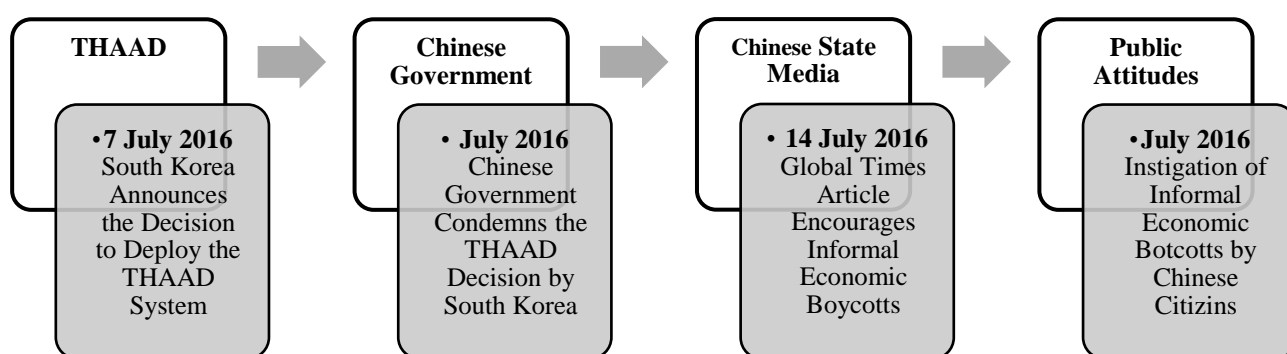 THAAD
•7 July 2016
South Korea
Announces
the Decision
to Deploy the
THAAD
System
Chinese
Government
• July 2016
Chinese
Government
Condemns the
THAAD
Decision by
South Korea
Chinese State
Media
• 14 July 2016
Global Times
Article
Encourages
Informal
Economic
Boycotts
Public
Attitudes
•July 2016
Instigation of
Informal
Economic
Botcotts by
Chinese
Citizins